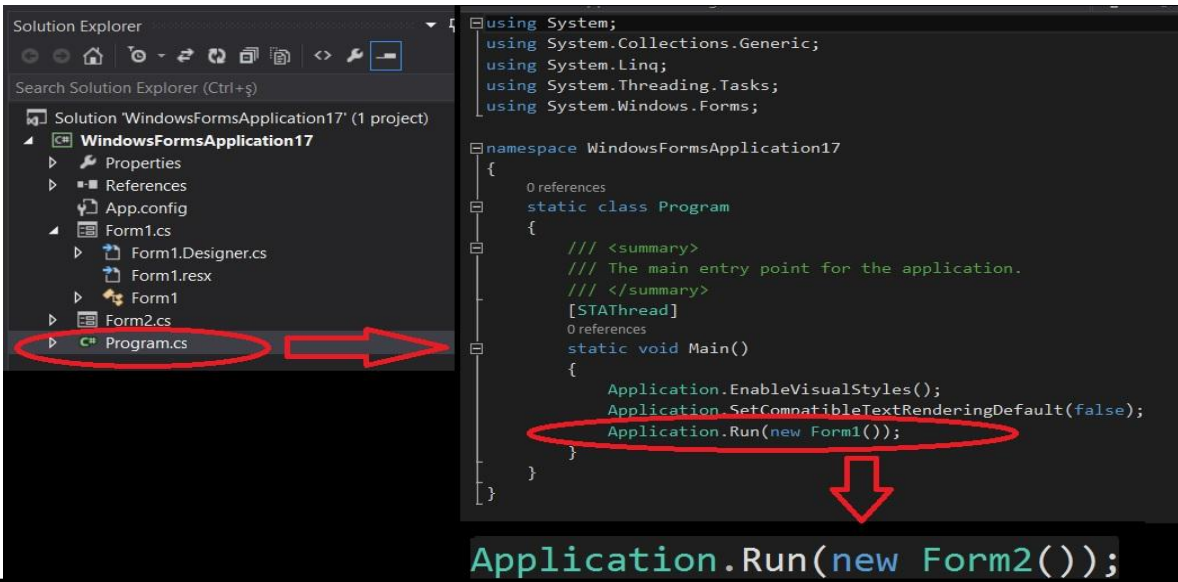 Solution Explorer
Search Solution Explorer (Ctrl+ş)
Solution 'WindowsFormsApplication17' (1 project)
C# WindowsFormsApplication17
Properties
References
App.config
Form1.cs
Form1.Designer.cs
Form1.resx
Form1
Form2.cs
C# Program.cs
using System;
using System.Collections.Generic;
using System.Linq;
using System.Threading.Tasks;
using System.Windows.Forms;
namespace WindowsFormsApplication17
{
0 references
static class Program
{
/// <summary>
/// The main entry point for the application.
/// </summary>
[STAThread]
0 references
static void Main()
{
Application.EnableVisualStyles();
Application.SetCompatibleTextRenderingDefault(false);
Application.Run(new Form1());
}
}
}
Application.Run(new Form2());